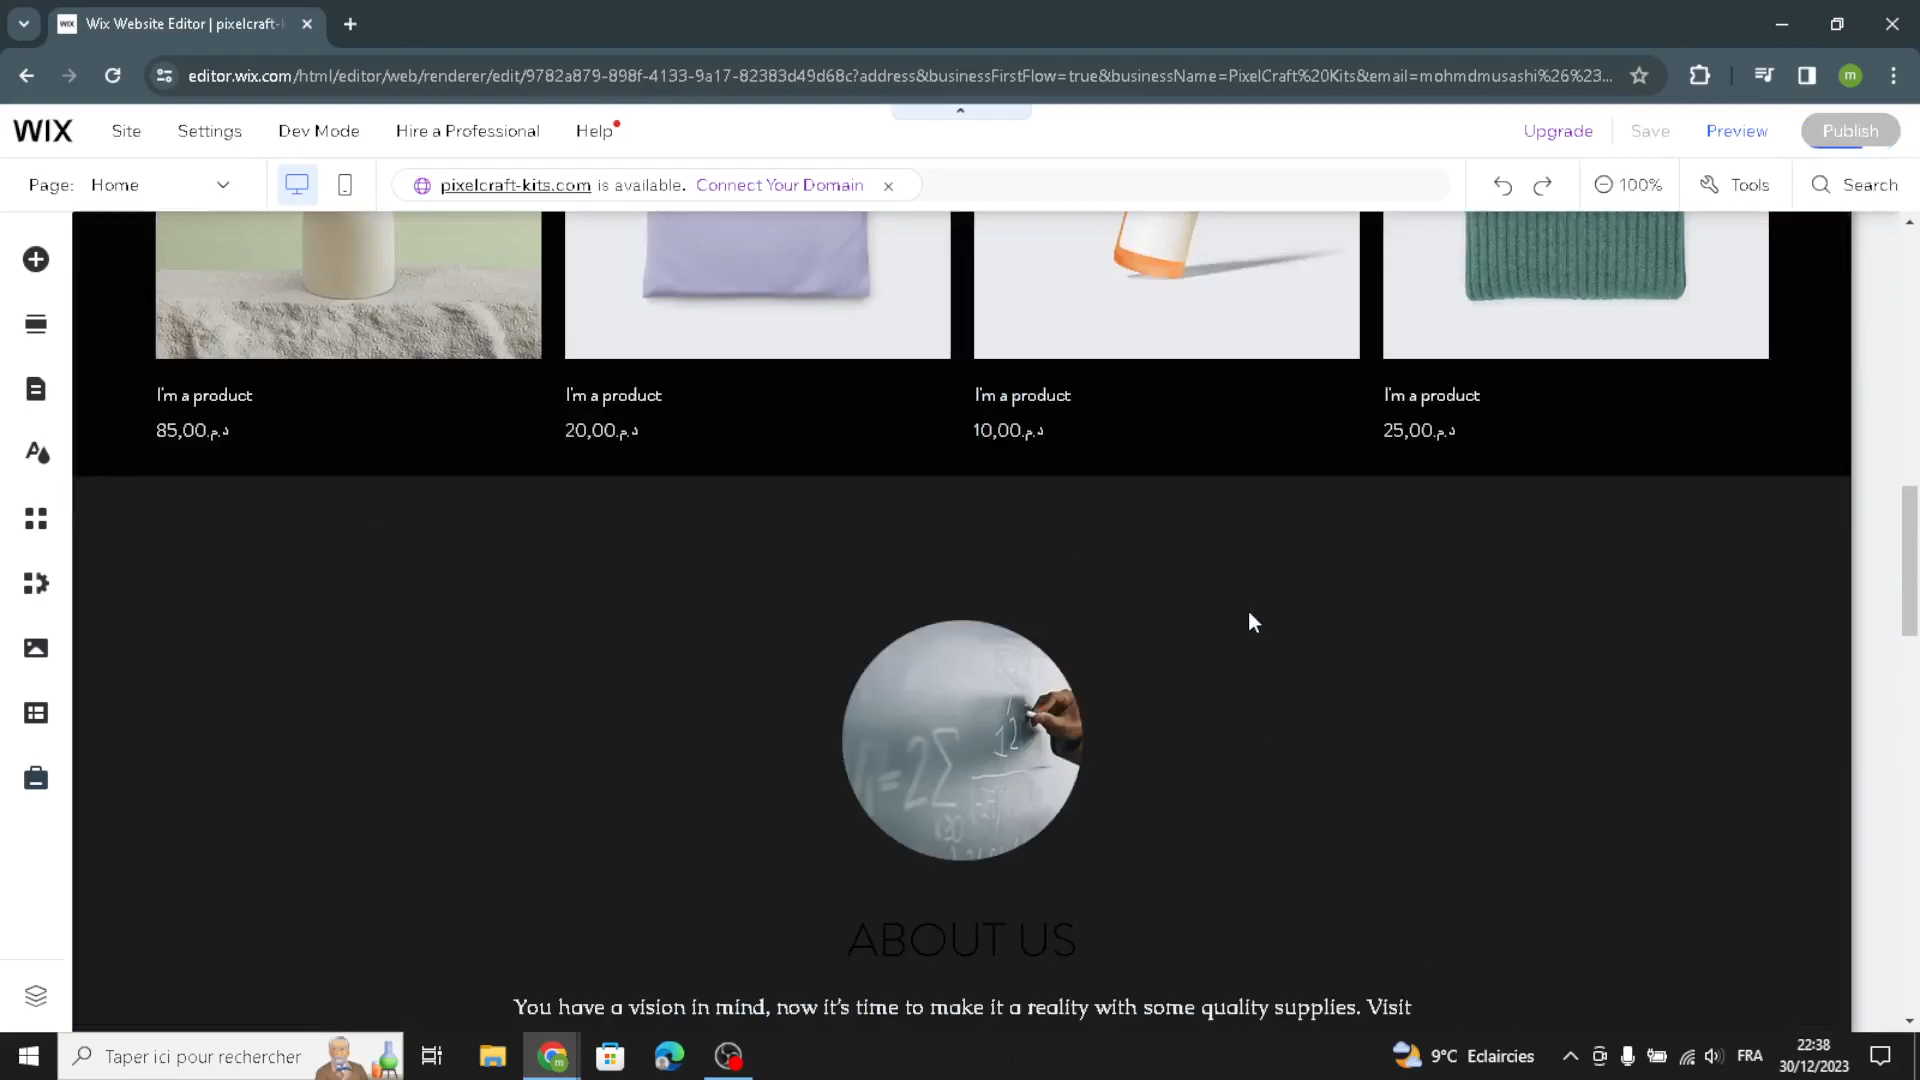 Wix Website Editor | pixelcraft-
editor.wix.com/html/editor/web/renderer/edit/9782a879-898f-4133-9a17-82383d49d68c?address&businessFirstFlow=true&businessName=PixelCraft%20Kits&email=mohmdmusashi%26%23...
m
WIX Site Settings Dev Mode Hire a Professional Help Upgrade Save Preview Publish
Page: Home pixelcraft-kits.com is available. Connect Your Domain 100% Tools Search
I'm a product I'm a product I'm a product I'm a product
85,00د.م. 20,00د.م. 10,00د.م. 25,00د.م.
12
=2∑
ABOUT US
You have a vision in mind, now it's time to make it a reality with some quality supplies. Visit
Taper ici pour rechercher 9°C Eclaircies FRA 22:38
30/12/2023